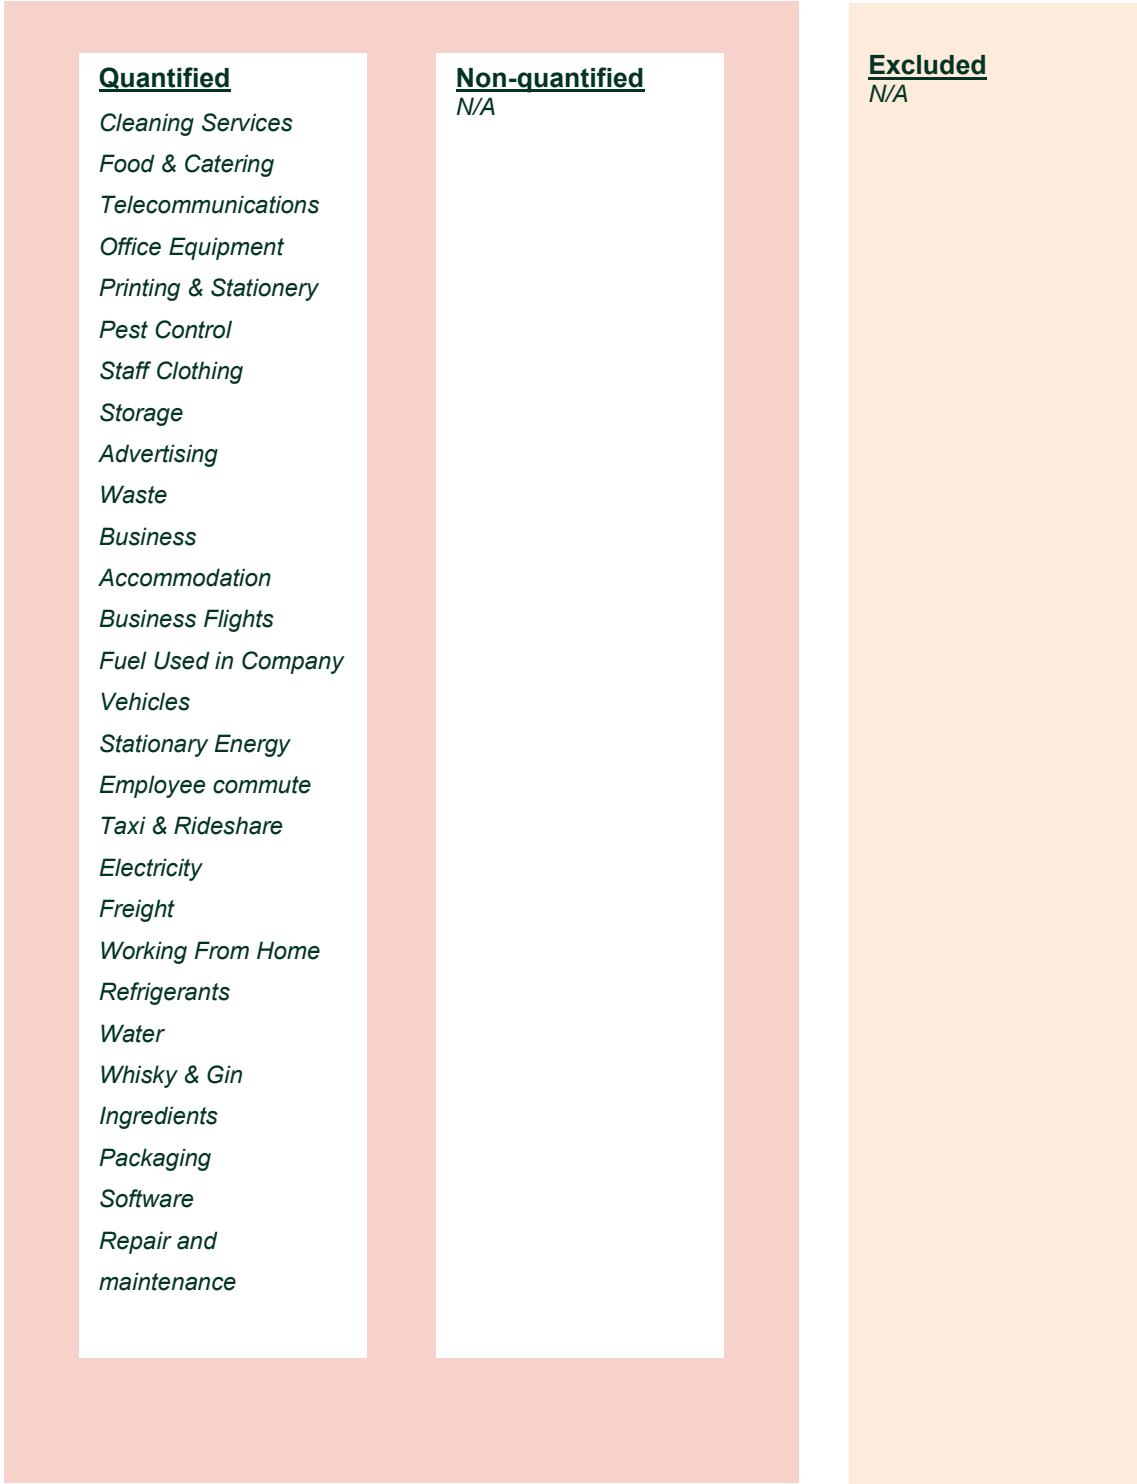 Quantified
Cleaning Services
Food & Catering
Telecommunications
Office Equipment
Printing & Stationery
Pest Control
Staff Clothing
Storage
Advertising
Waste
Business
Accommodation
Business Flights
Fuel Used in Company
Vehicles
Stationary Energy
Employee commute
Taxi & Rideshare
Electricity
Freight
Working From Home
Refrigerants
Water
Whisky & Gin
Ingredients
Packaging
Software
Repair and
maintenance
Non-quantified
N/A
Excluded
N/A